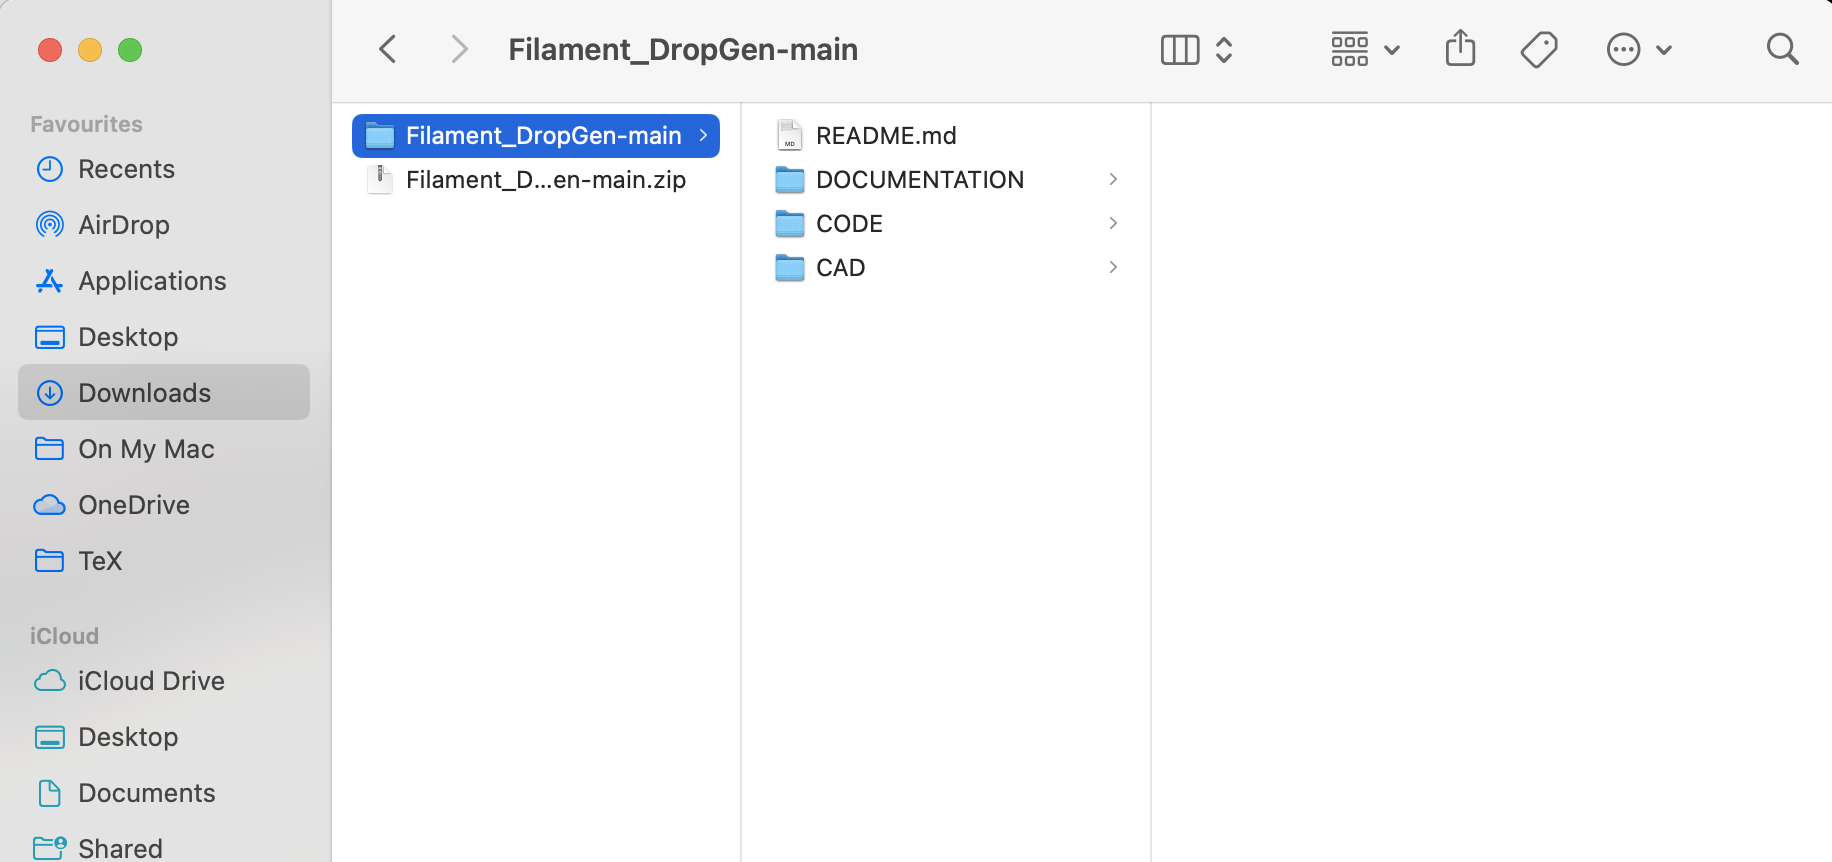 Filament_DropGen-main
Favourites
Recents
AirDrop
Applications
Desktop
Downloads
On My Mac
OneDrive
TeX
iCloud
iCloud Drive
Desktop
Documents
Shared
Filament_DropGen-main
Filament_D...en-main.zip
README.md
DOCUMENTATION
CODE
CAD
MD